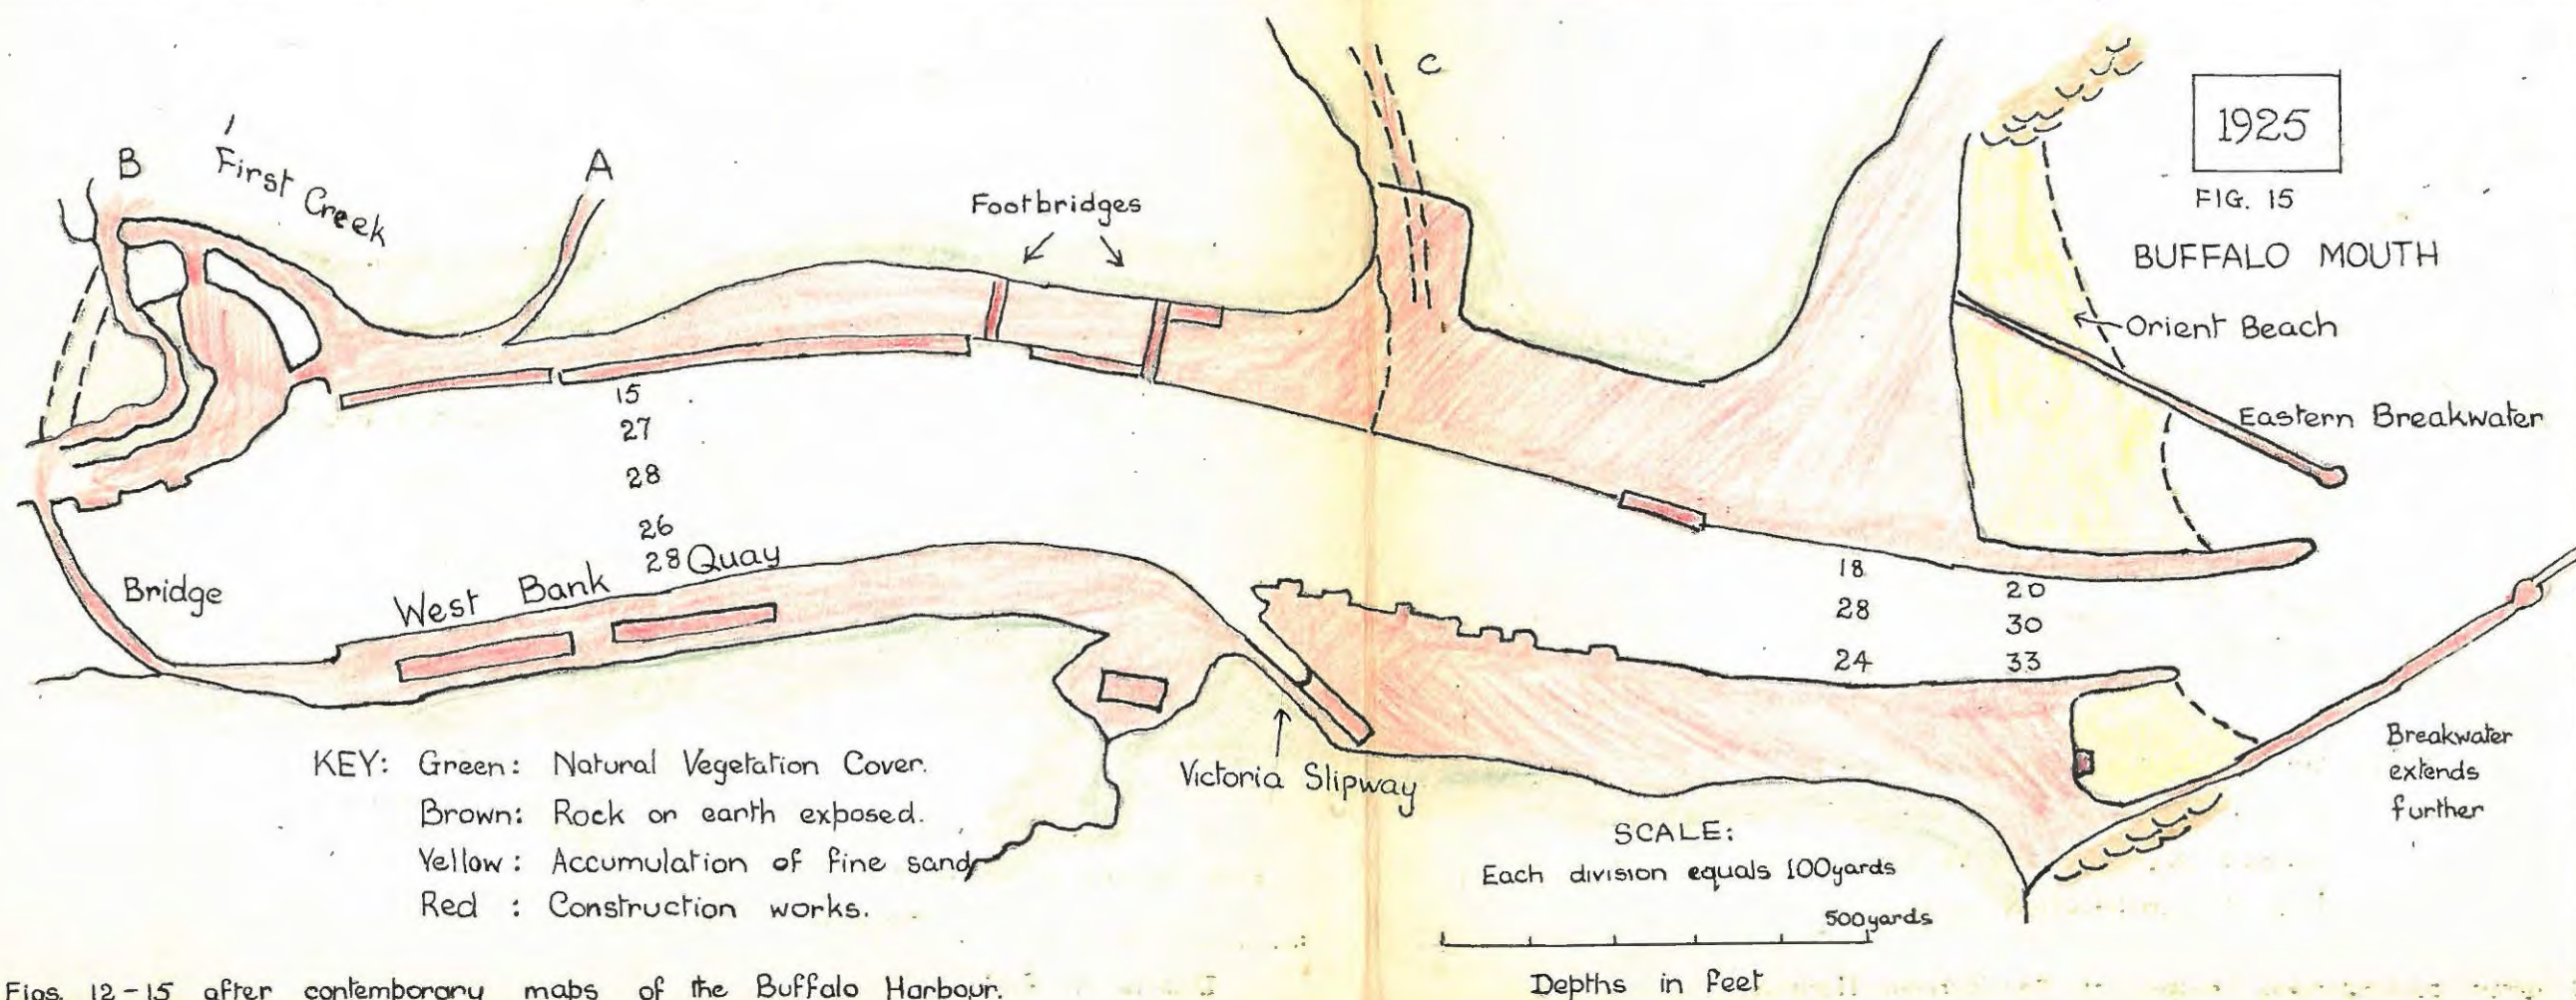 1925
FIG. 15
BUFFALO MOUTH
B
First Creek
A
Footbridges
C
Orient Beach
Eastern Breakwater
15
27
28
26
28
West Bank Quay
Bridge
18
28
24
20
30
33
Victoria Slipway
Breakwater
extends
further
KEY: Green: Natural Vegetation Cover.
Brown: Rock or earth exposed.
Yellow: Accumulation of fine sand
Red : Construction works.
SCALE:
Each division equals 100yards
500yards
Depths in feet
Figs. 12-15 after contemporary maps of the Buffalo Harbour.